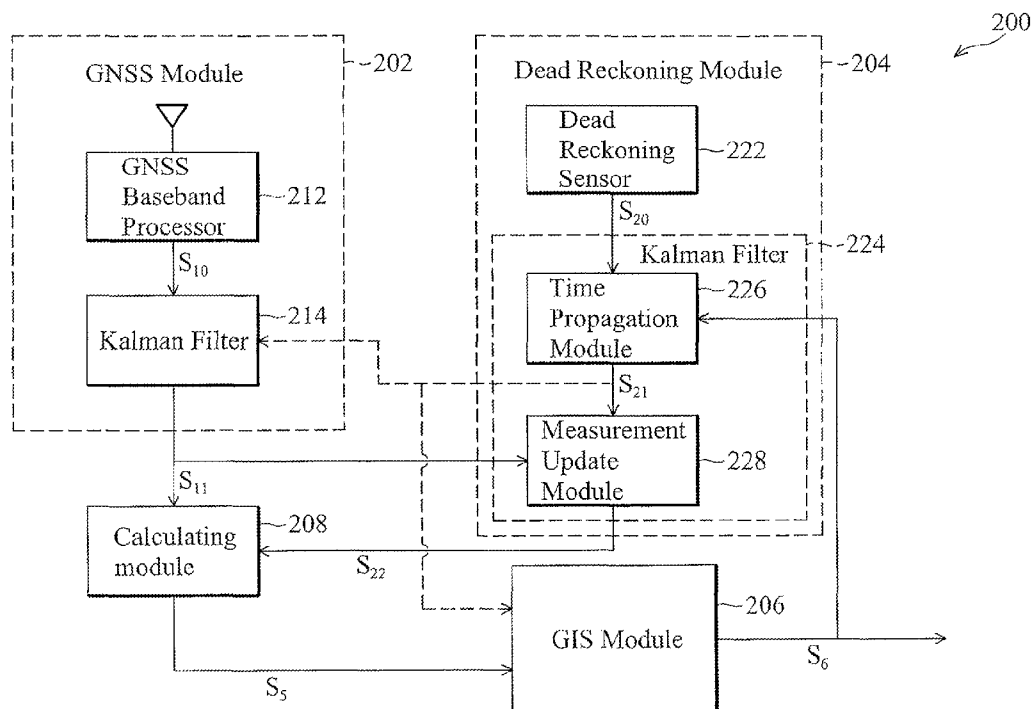 200
GNSS Module
202
GNSS
Baseband
Processor
212
S10
Kalman Filter
214
S11
Calculating
module
208
S5
Dead Reckoning Module
204
Dead
Reckoning
Sensor
222
S20
Kalman Filter
224
Time
Propagation
Module
226
S21
Measurement
Update
Module
228
S22
GIS Module
206
S6